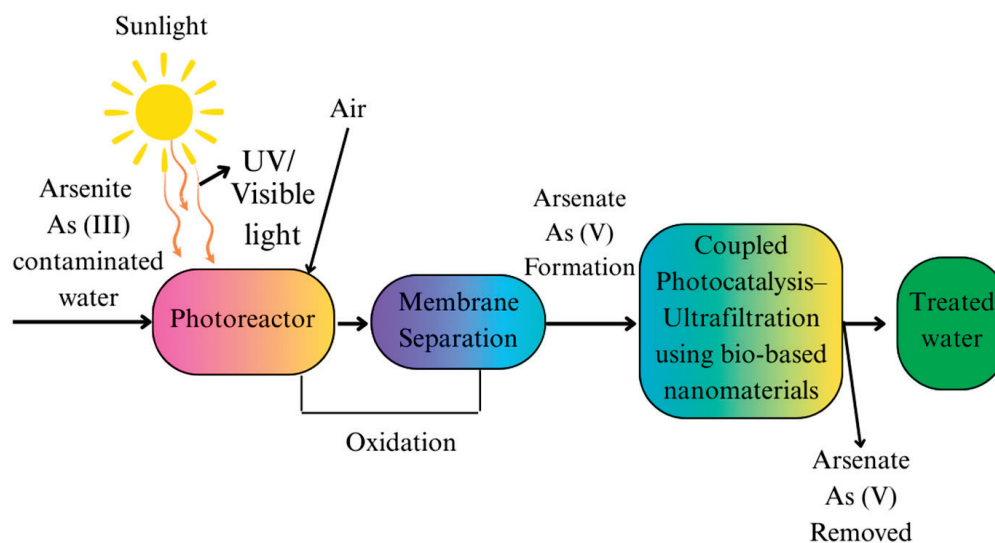 Sunlight
Air
UV/
Visible
light
Arsenite
As (III)
contaminated
water
Photoreactor
Membrane
Separation
Oxidation
Arsenate
As (V)
Formation
Coupled
Photocatalysis–
Ultrafiltration
using bio-based
nanomaterials
Treated
water
Arsenate
As (V)
Removed